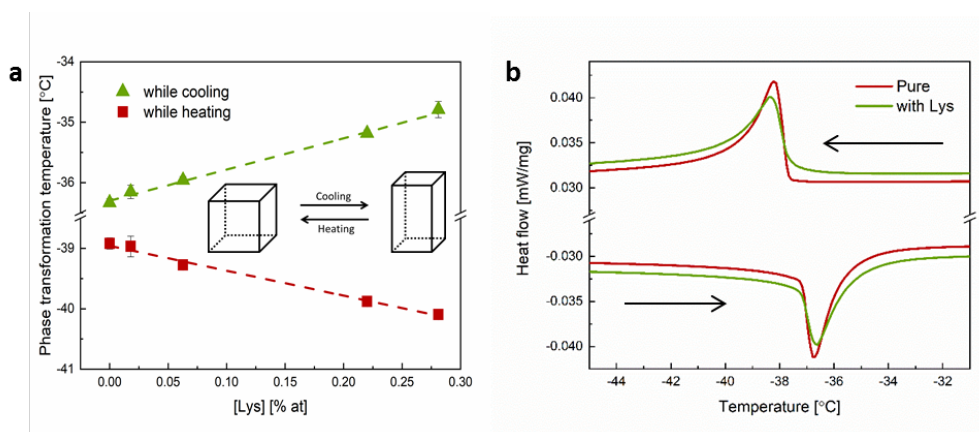 a
Phase transformation temperature [°C]
-34
-35
-36
-39
-40
-41
while cooling
while heating
Cooling
Heating
0.00
0.05
0.10
0.15
0.20
0.25
0.30
[Lys] [% at]
b
Heat flow [mW/mg]
0.040
0.035
0.030
-0.030
-0.035
-0.040
Pure
with Lys
-44
-42
-40
-38
-36
-34
-32
Temperature [°C]